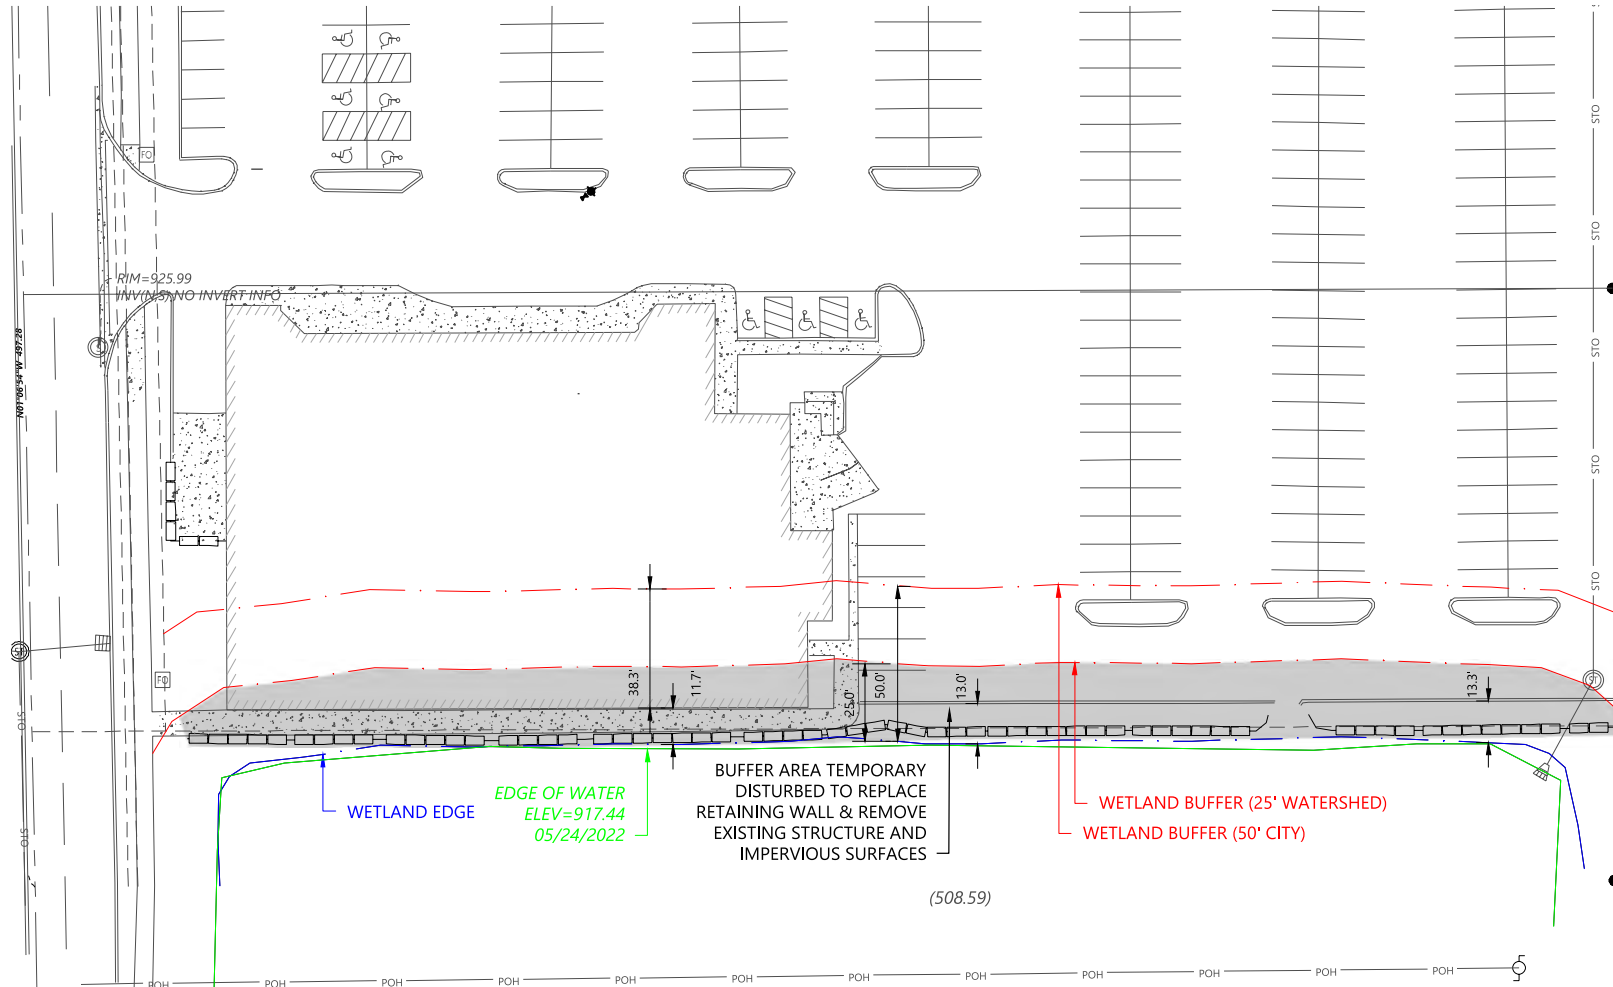 STO
FO
RIM=925.99
INV(N,S) NO INVERT INFO
STO
N01°06'54"W 497.28
STO
STO
STO
ST
FO
ST
38.3'
11.7'
25.0'
50.0'
13.0'
13.3'
STO
STO
WETLAND EDGE
EDGE OF WATER
ELEV=917.44
05/24/2022
BUFFER AREA TEMPORARY
DISTURBED TO REPLACE
RETAINING WALL & REMOVE
EXISTING STRUCTURE AND
IMPERVIOUS SURFACES
WETLAND BUFFER (25' WATERSHED)
WETLAND BUFFER (50' CITY)
(508.59)
POH POH POH POH POH POH POH POH POH POH POH POH